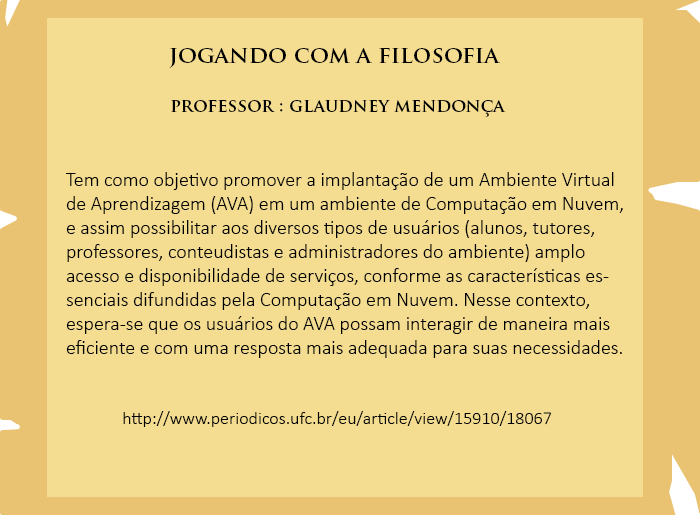 JOGANDO COM A FILOSOFIA
PROFESSOR : GLAUDNEY MENDONÇA
Tem como objetivo promover a implantação de um Ambiente Virtual
de Aprendizagem (AVA) em um ambiente de Computação em Nuvem,
e assim possibilitar aos diversos tipos de usuários (alunos, tutores,
professores, conteudistas e administradores do ambiente) amplo
acesso e disponibilidade de serviços, conforme as características es-
senciais difundidas pela Computação em Nuvem. Nesse contexto,
espera-se que os usuários do AVA possam interagir de maneira mais
eficiente e com uma resposta mais adequada para suas necessidades.
http://www.periodicos.ufc.br/eu/article/view/15910/18067